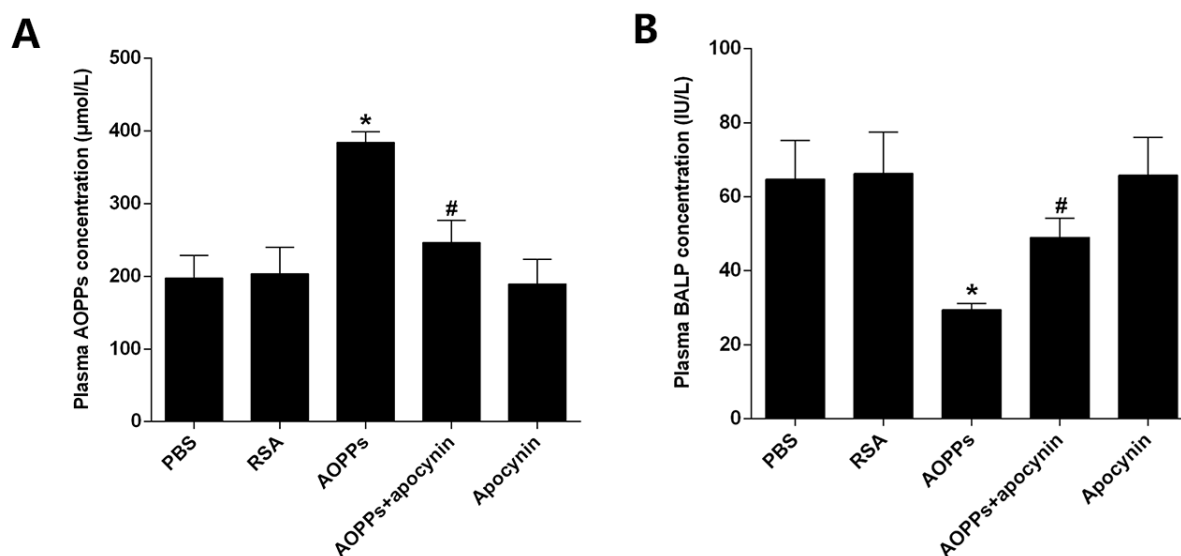 A
Plasma AOPPs concentration (μmol/L)
500
400
300
200
100
0
*
#
PBS
RSA
AOPPs
AOPPs+apocynin
Apocynin
B
Plasma BALP concentration (IU/L)
100
80
60
40
20
0
*
#
PBS
RSA
AOPPs
AOPPs+apocynin
Apocynin